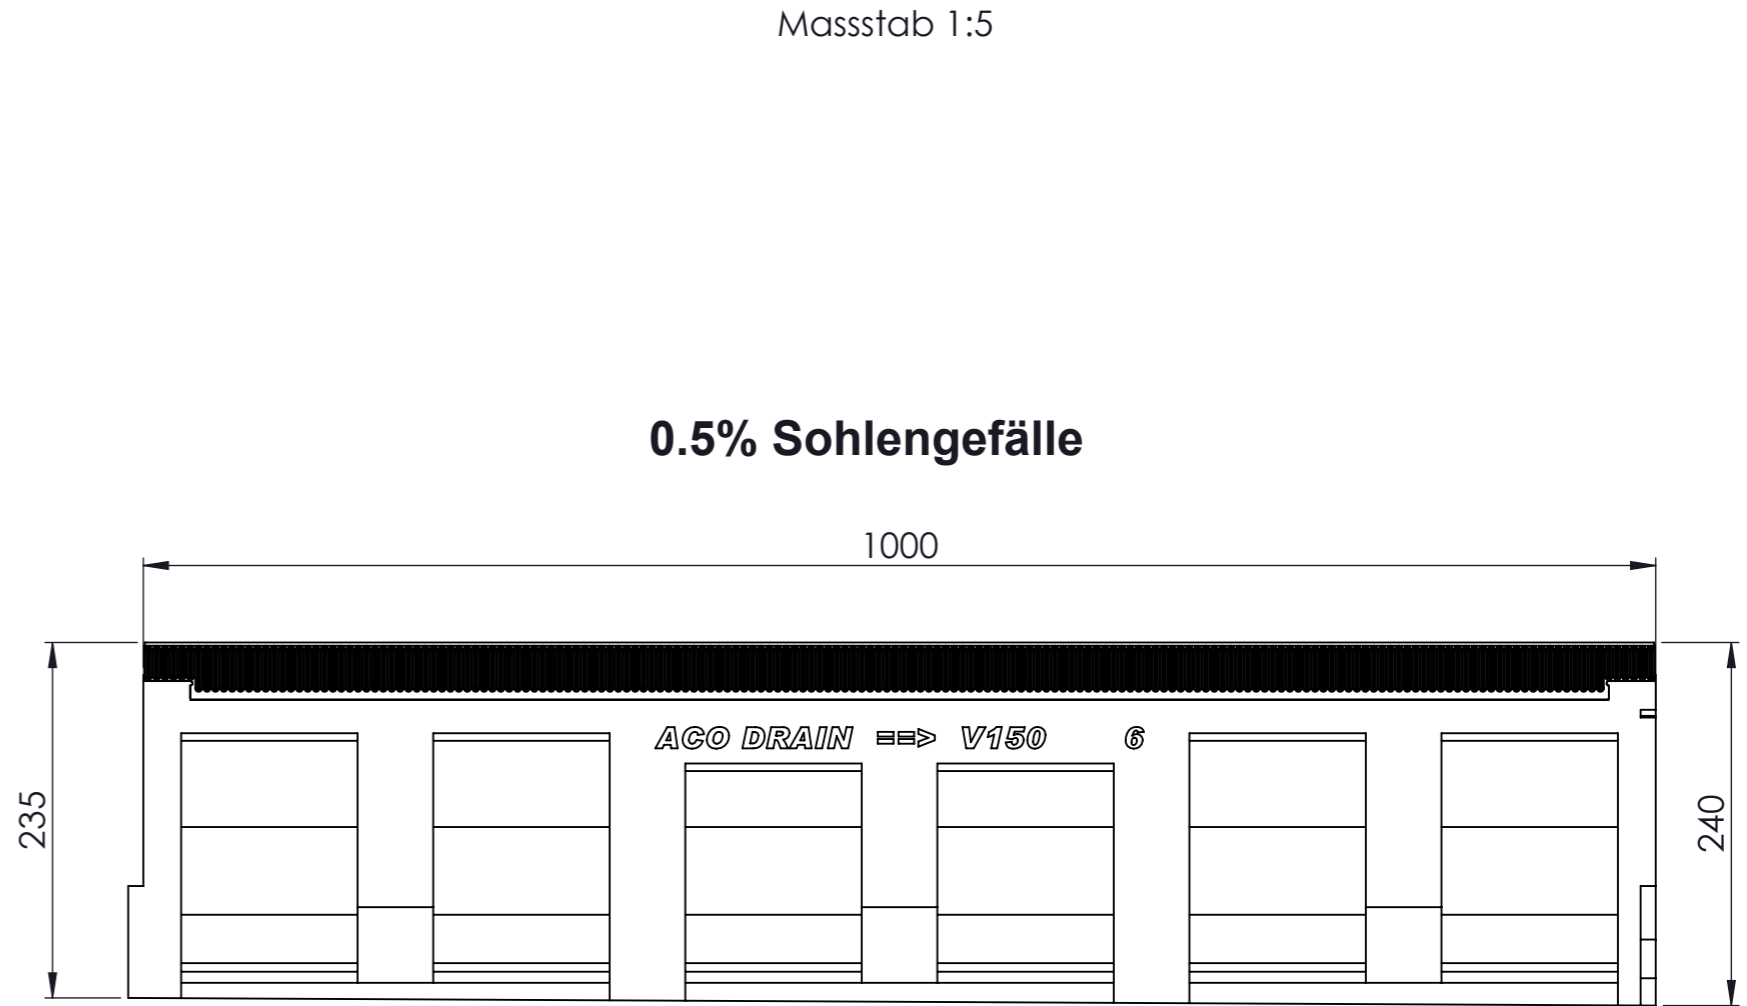 Massstab 1:5
0.5% Sohlengefälle
1000
ACO DRAIN ==> V150 6
235
240